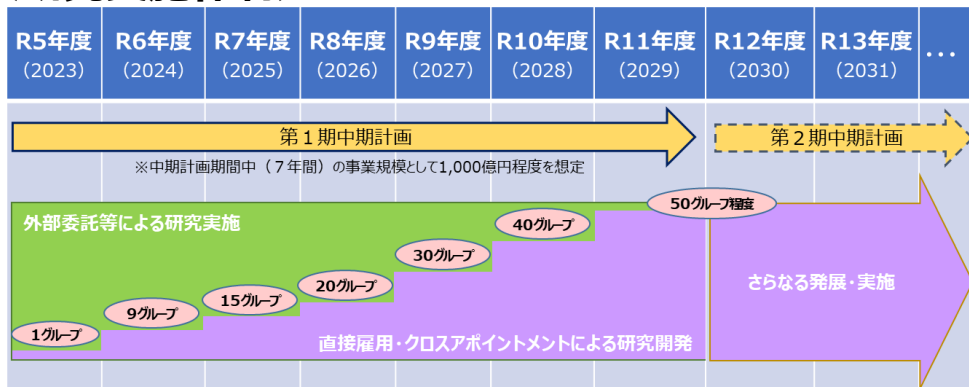 R5年度 R6年度 R7年度 R8年度 R9年度 R10年度 R11年度 R12年度 R13年度 ...
(2023) (2024) (2025) (2026) (2027) (2028) (2029) (2030) (2031)
第1期中期計画
第2期中期計画
※中期計画期間中（7年間）の事業規模として1,000億円程度を想定
外部委託等による研究実施
50グループ程度
40グループ
30グループ
20グループ
15グループ
9グループ
1グループ
さらなる発展・実施
直接雇用・クロスアポイントメントによる研究開発